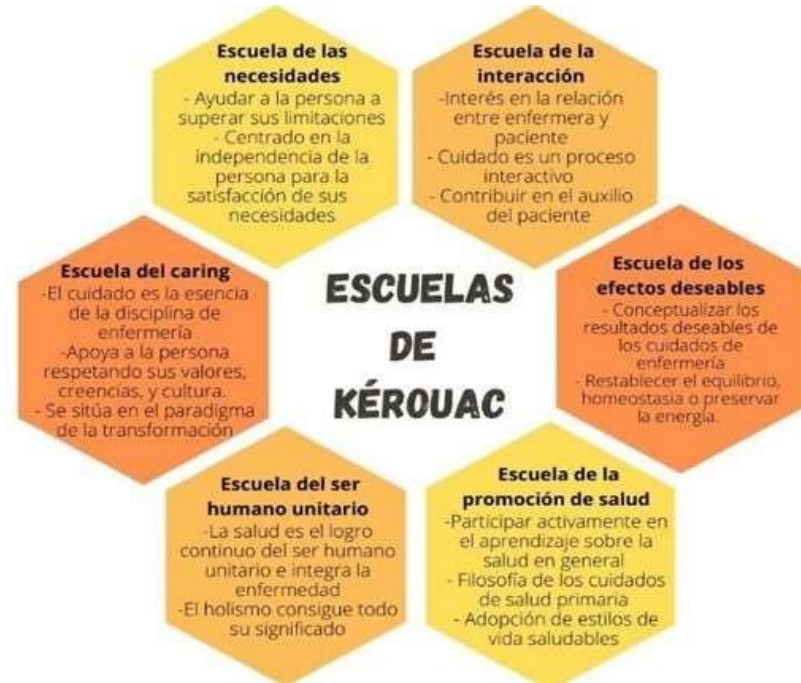 Escuela de las
necesidades
- Ayudar a la persona a
superar sus limitaciones
- Centrado en la
independencia de la
persona para la
satisfacción de sus
necesidades
Escuela de la
interacción
-Interés en la relación
entre enfermera y
paciente
- Cuidado es un proceso
interactivo
- Contribuir en el auxilio
del paciente
Escuela del caring
-El cuidado es la esencia
de la disciplina de
enfermería
-Apoya a la persona
respetando sus valores,
creencias, y cultura.
- Se sitúa en el paradigma
de la transformación
ESCUELAS
DE
KÉROUAC
Escuela de los
efectos deseables
- Conceptualizar los
resultados deseables de
los cuidados de
enfermería
- Restablecer el equilibrio,
homeostasia o preservar
la energía.
Escuela del ser
humano unitario
-La salud es el logro
continuo del ser humano
unitario e integra la
enfermedad
-El holismo consigue todo
su significado
Escuela de la
promoción de salud
-Participar activamente en
el aprendizaje sobre la
salud en general
- Filosofía de los cuidados
de salud primaria
- Adopción de estilos de
vida saludables